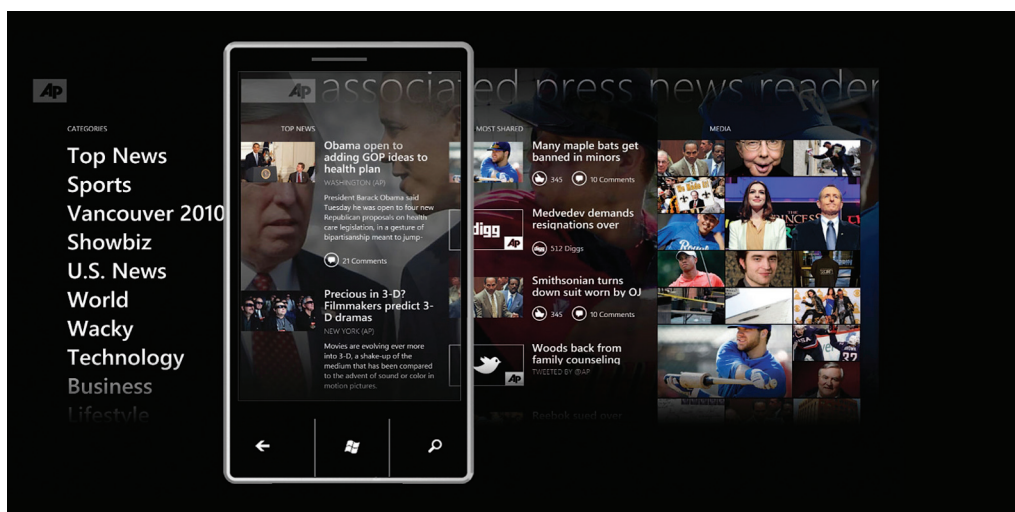 AP
associated press news reader
AP
CATEGORIES
Top News
Sports
Vancouver 2010
Showbiz
U.S. News
World
Wacky
Technology
Business
Lifestyle
TOP NEWS
Obama open to
adding GOP ideas to
health plan
WASHINGTON (AP)
President Barack Obama said
Tuesday he was open to four new
Republican proposals on health
care legislation, in a gesture of
bipartisanship meant to jump-
21 Comments
Precious in 3-D?
Filmmakers predict 3-
D dramas
NEW YORK (AP)
Movies are evolving ever more
into 3-D, a shake-up of the
medium that has been compared
to the advent of sound or color in
motion pictures.
MOST SHARED
Many maple bats get
banned in minors
345 10 Comments
digg
AP
Medvedev demands
resignations over
512 Diggs
Smithsonian turns
down suit worn by OJ
345 10 Comments
AP
Woods back from
family counseling
TWEETED BY @AP
Reebok sued over
MEDIA
THE
PRINCESS
Royals
32